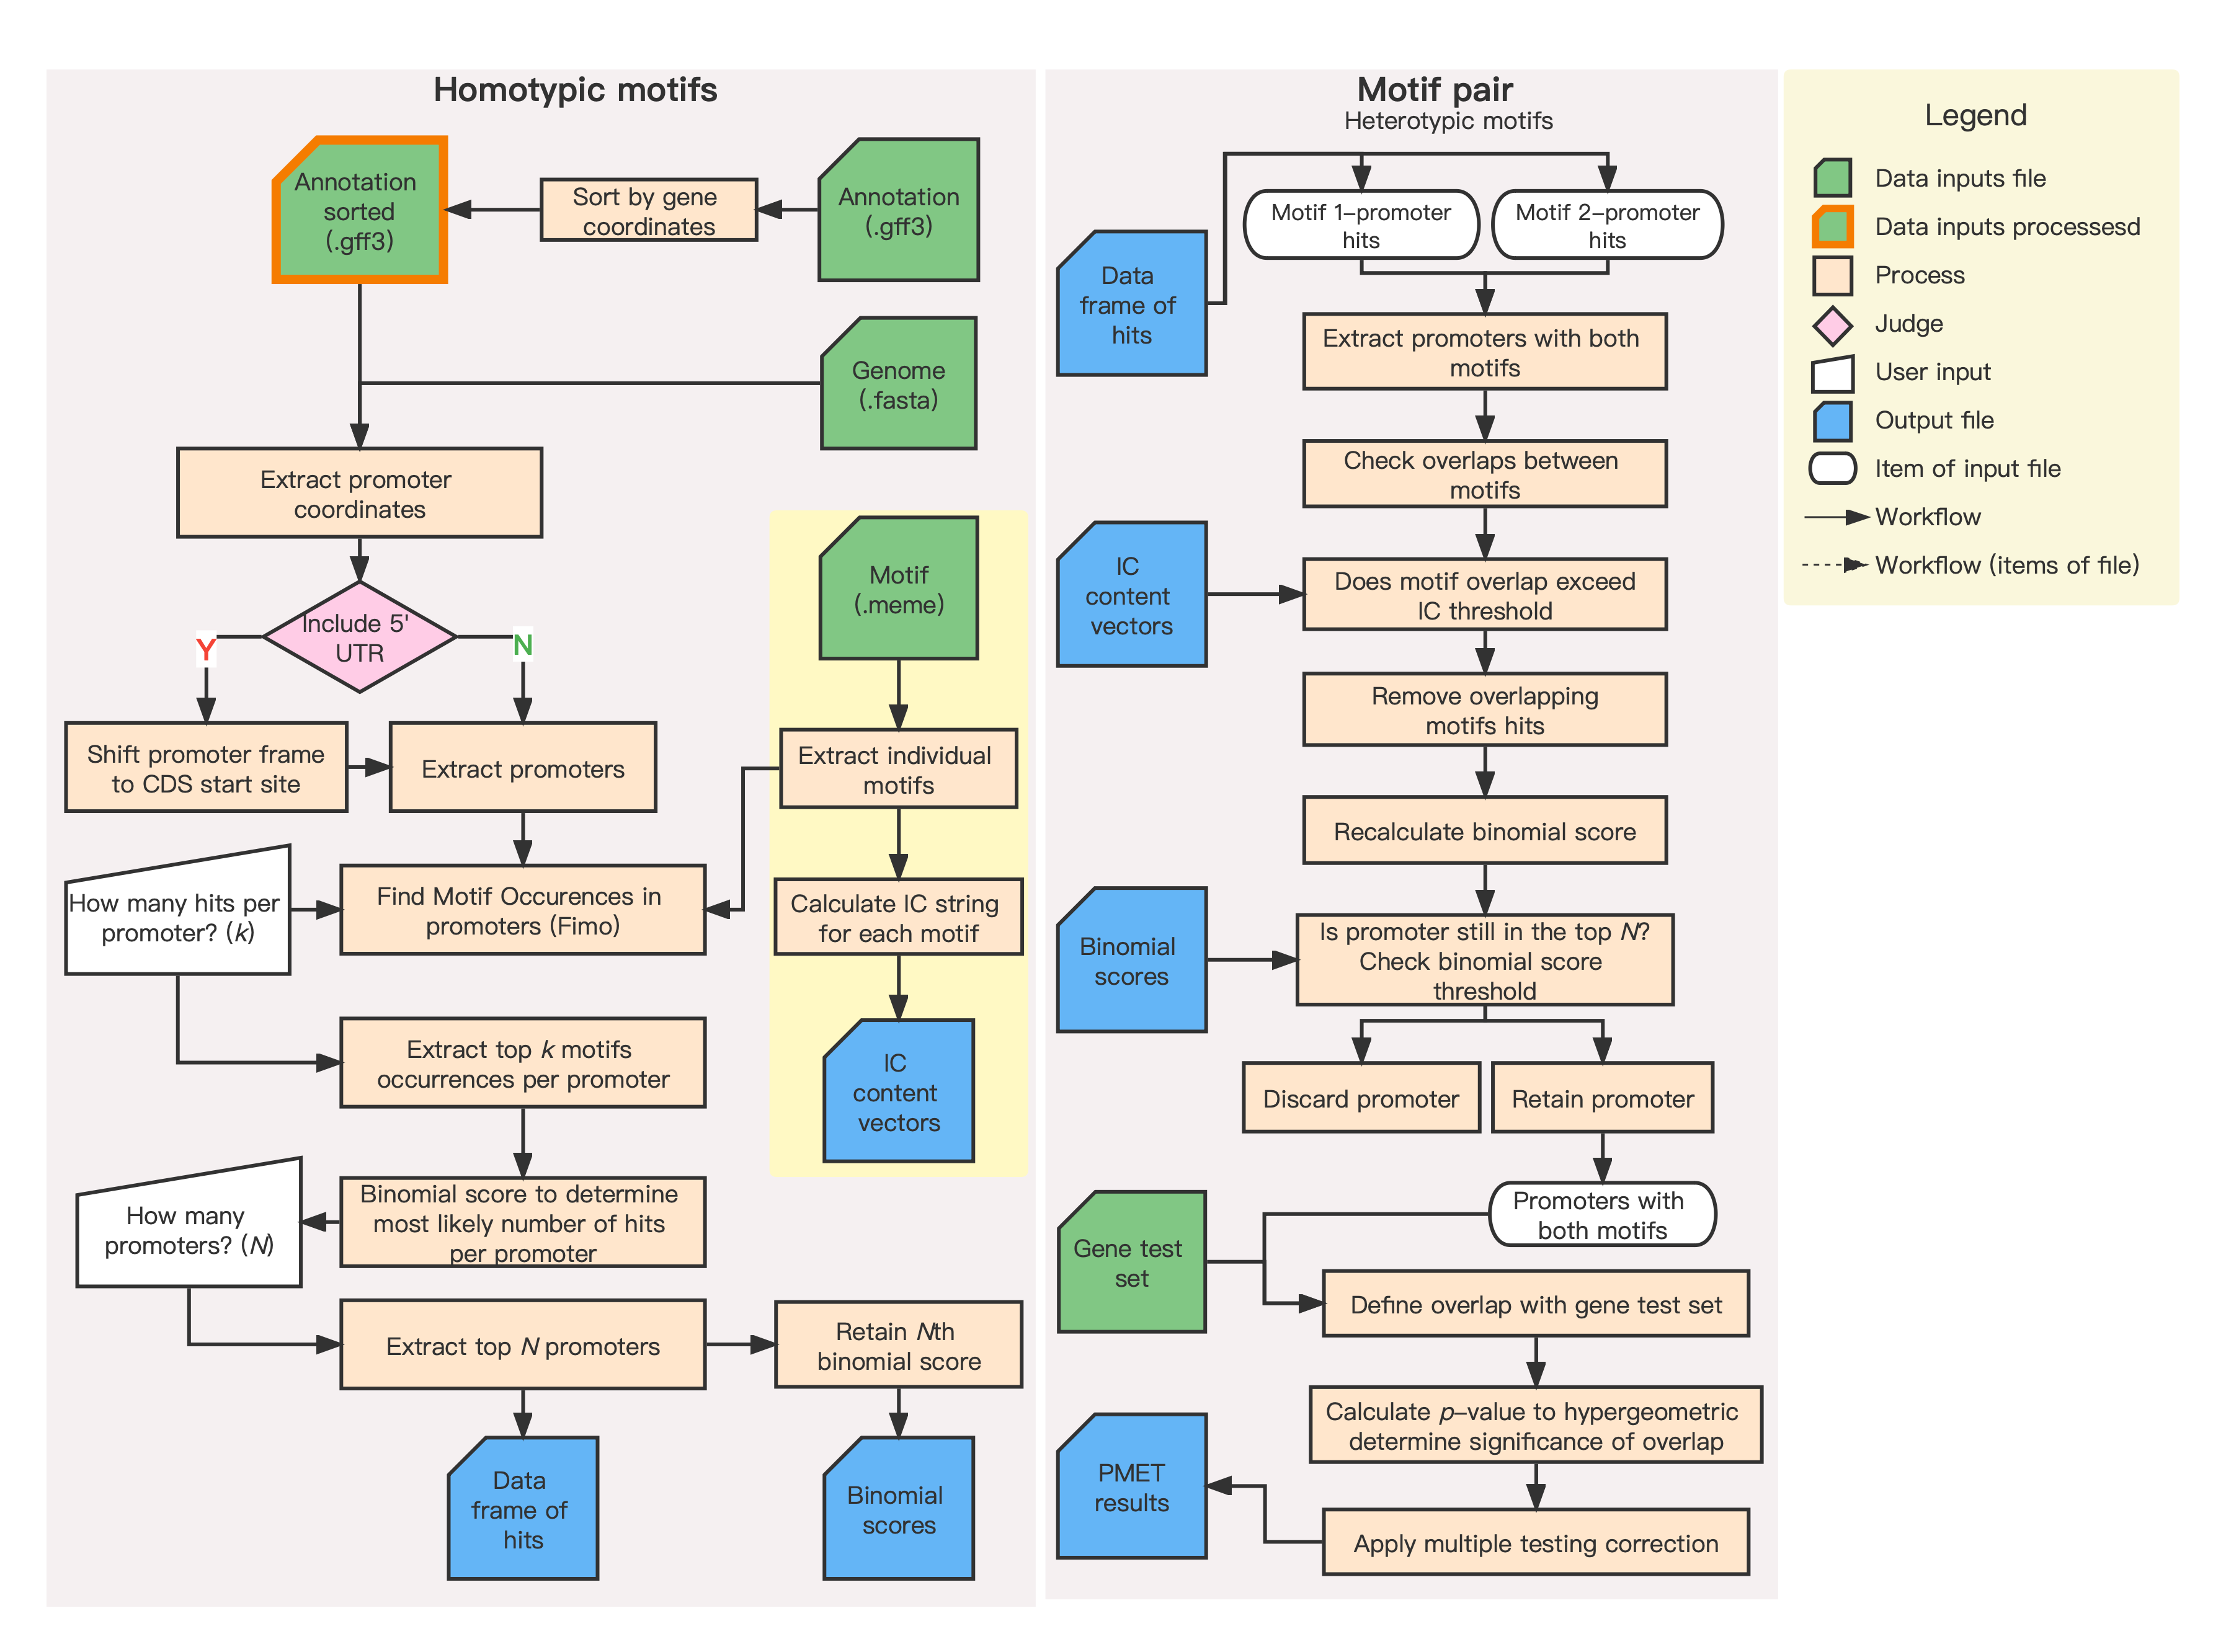 Homotypic motifs
Annotation
sorted
(.gff3)
Sort by gene
coordinates
Annotation
(.gff3)
Genome
(.fasta)
Extract promoter
coordinates
Include 5'
UTR
Y
N
Shift promoter frame
to CDS start site
Extract promoters
Motif
(.meme)
Extract individual
motifs
How many hits per
promoter? (k)
Find Motif Occurences in
promoters (Fimo)
Calculate IC string
for each motif
Extract top k motifs
occurrences per promoter
IC
content
vectors
How many
promoters? (N)
Binomial score to determine
most likely number of hits
per promoter
Extract top N promoters
Retain Nth
binomial score
Data
frame of
hits
Binomial
scores
Motif pair
Heterotypic motifs
Motif 1–promoter
hits
Motif 2–promoter
hits
Data
frame of
hits
Extract promoters with both
motifs
Check overlaps between
motifs
IC
content
vectors
Does motif overlap exceed
IC threshold
Remove overlapping
motifs hits
Recalculate binomial score
Binomial
scores
Is promoter still in the top N?
Check binomial score
threshold
Discard promoter
Retain promoter
Promoters with
both motifs
Gene test
set
Define overlap with gene test set
Calculate p–value to hypergeometric
determine significance of overlap
PMET
results
Apply multiple testing correction
Legend
Data inputs file
Data inputs processesd
Process
Judge
User input
Output file
Item of input file
Workflow
Workflow (items of file)